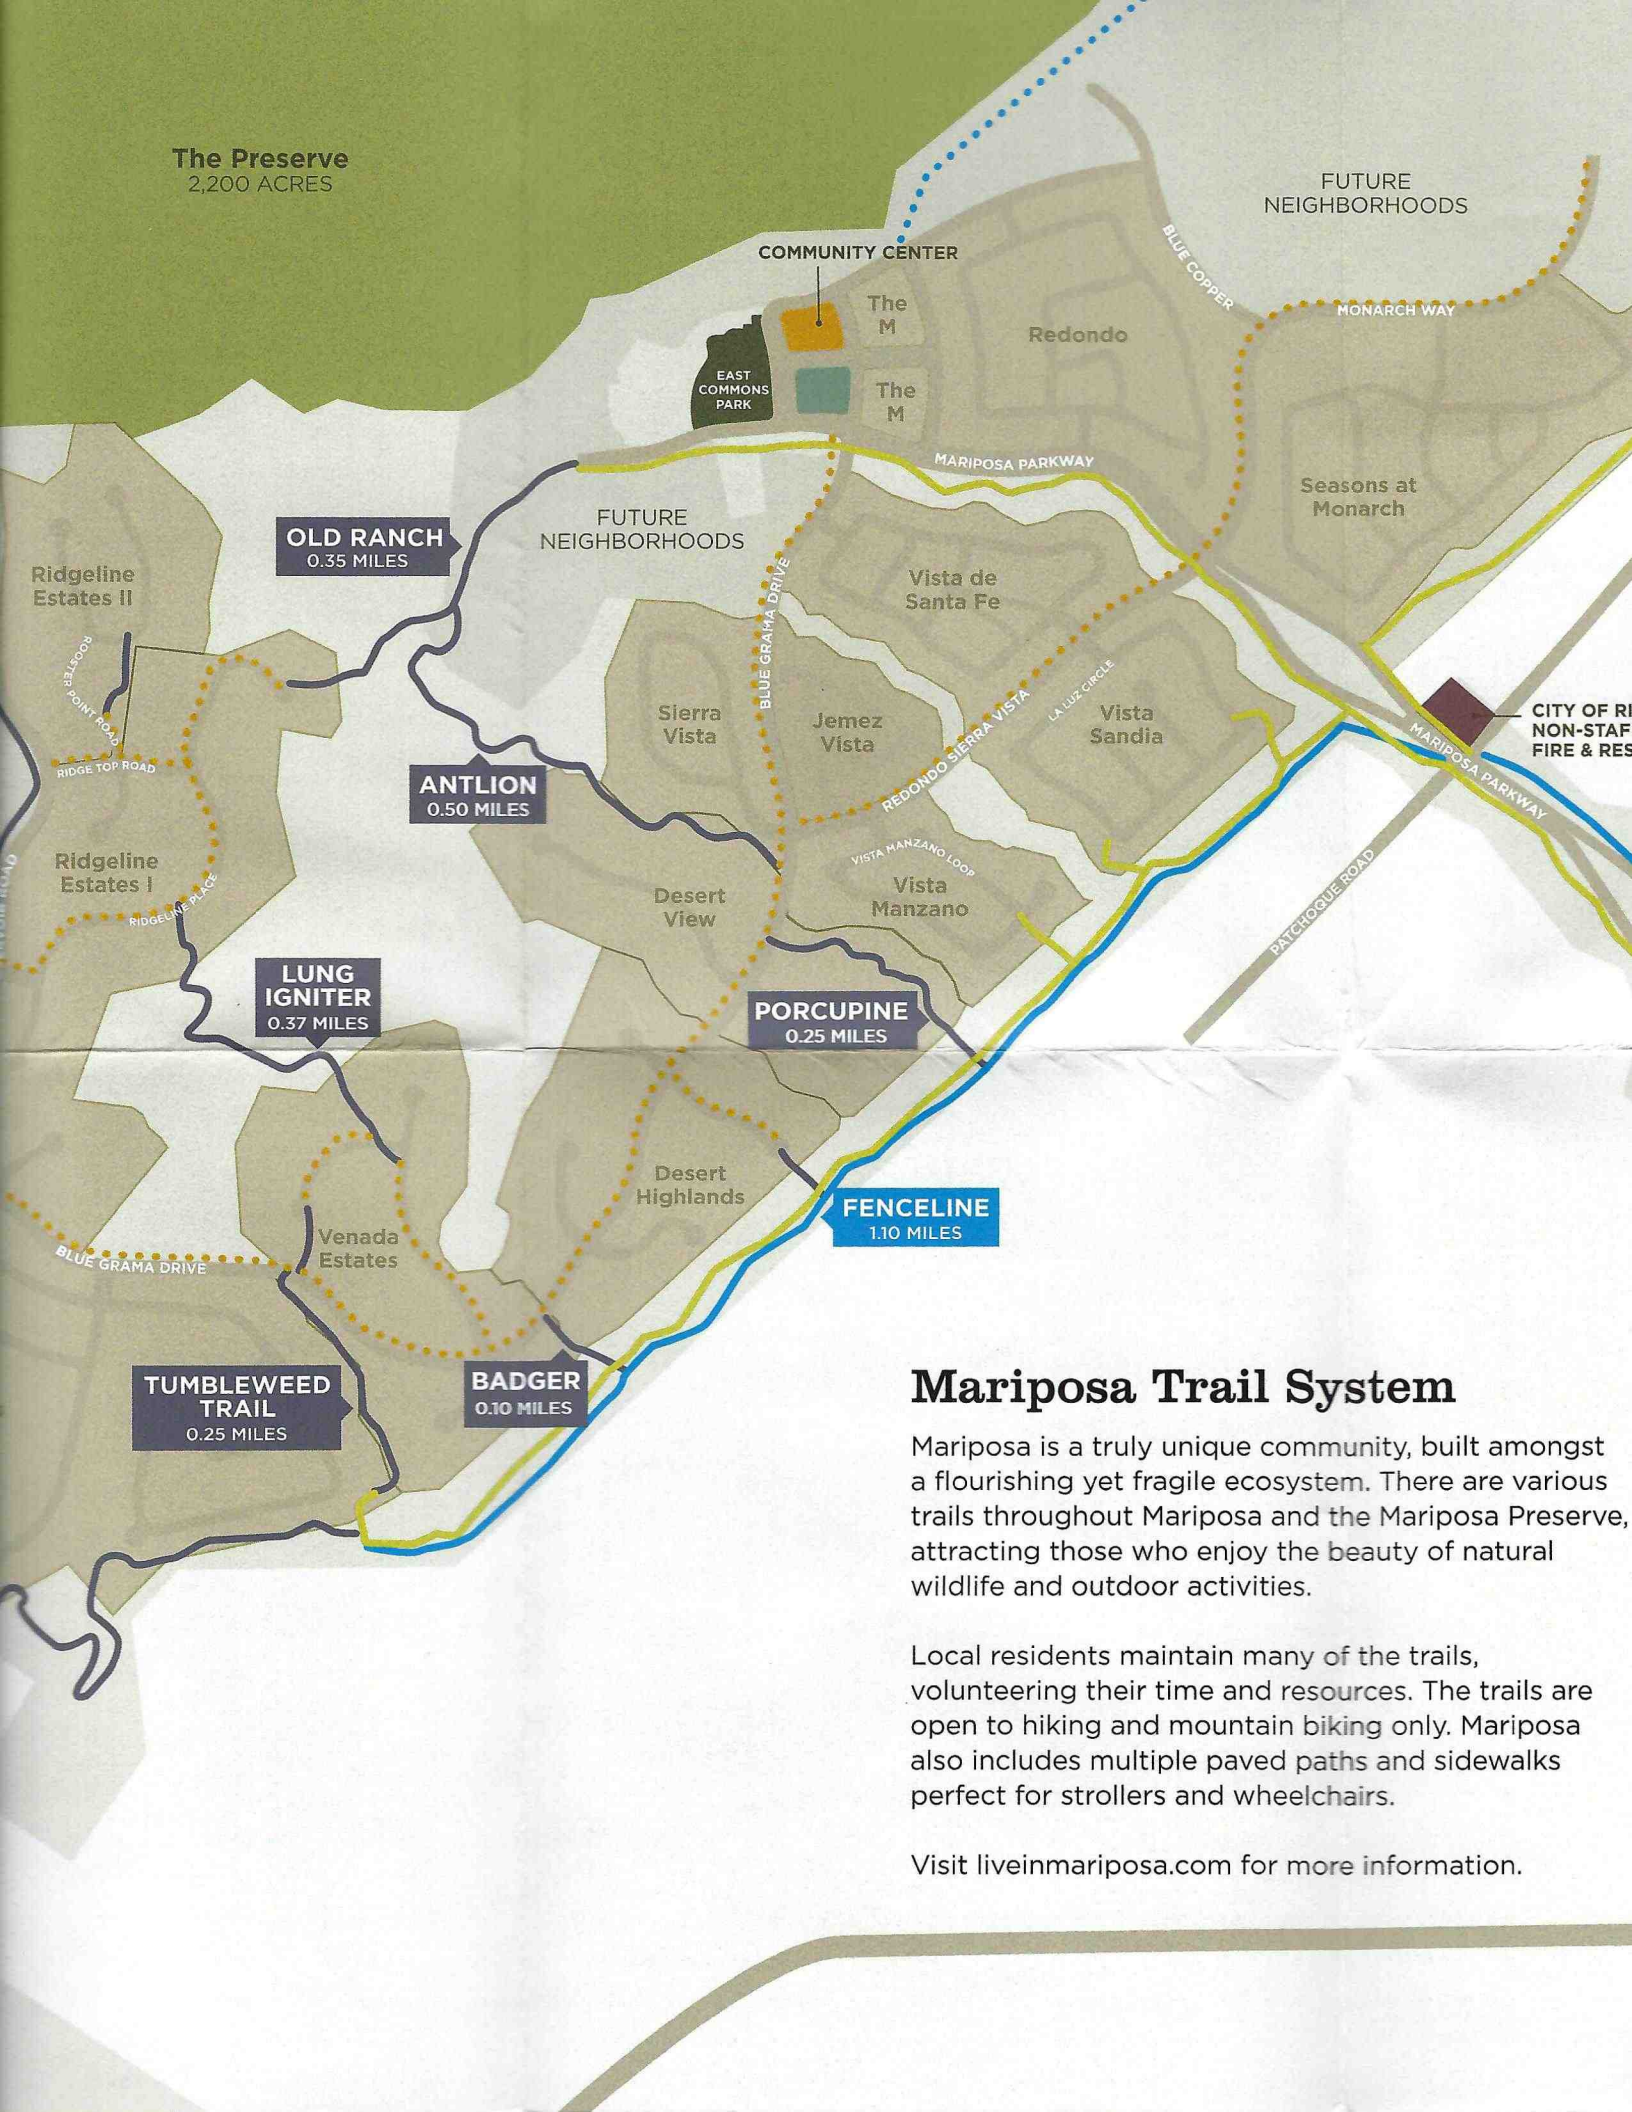 The Preserve
2,200 ACRES
FUTURE
NEIGHBORHOODS
BLUE COPPER
MONARCH WAY
COMMUNITY CENTER
The
M
Redondo
EAST
COMMONS
PARK
The
M
MARIPOSA PARKWAY
Seasons at
Monarch
OLD RANCH
0.35 MILES
FUTURE
NEIGHBORHOODS
Ridgeline
Estates II
Vista de
Santa Fe
BLUE GRAMA DRIVE
ROOSTER POINT ROAD
LA LUZ CIRCLE
Sierra
Vista
Jemez
Vista
REDONDO SIERRA VISTA
Vista
Sandia
CITY OF
NON-STAF
FIRE & RES
MARIPOSA PARKWAY
RIDGE TOP ROAD
ANTLION
0.50 MILES
Ridgeline
Estates I
RIDGELINE PLACE
VISTA MANZANO LOOP
Desert
View
Vista
Manzano
PATCHOQUE ROAD
ROAD
LUNG
IGNITER
0.37 MILES
PORCUPINE
0.25 MILES
Desert
Highlands
FENCELINE
1.10 MILES
Venada
Estates
BLUE GRAMA DRIVE
TUMBLEWEED
TRAIL
0.25 MILES
BADGER
0.10 MILES
Mariposa Trail System
Mariposa is a truly unique community, built amongst
a flourishing yet fragile ecosystem. There are various
trails throughout Mariposa and the Mariposa Preserve,
attracting those who enjoy the beauty of natural
wildlife and outdoor activities.
Local residents maintain many of the trails,
volunteering their time and resources. The trails are
open to hiking and mountain biking only. Mariposa
also includes multiple paved paths and sidewalks
perfect for strollers and wheelchairs.
Visit liveinmariposa.com for more information.